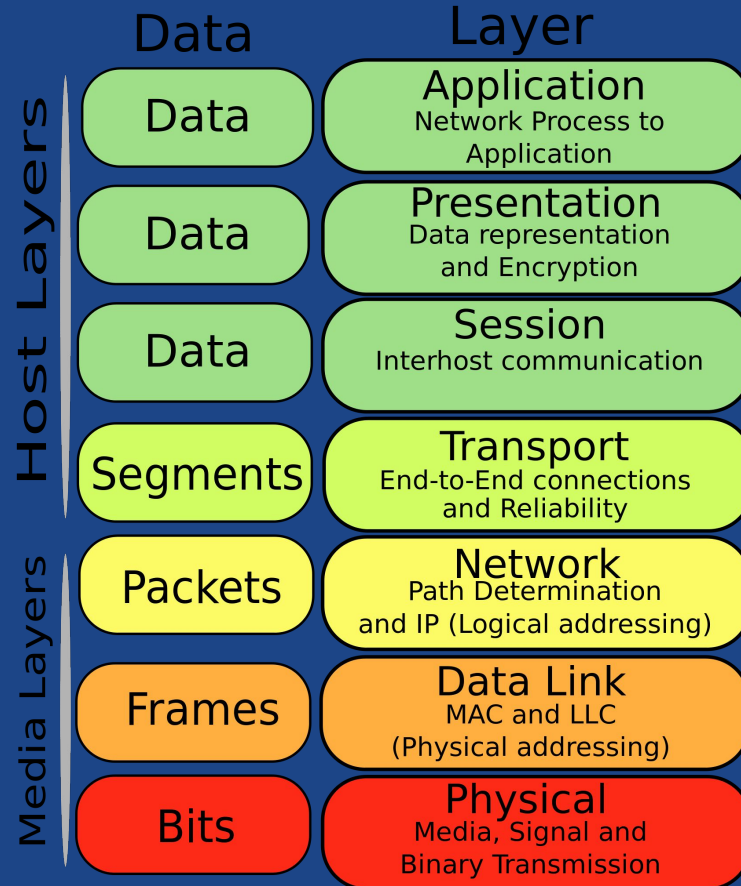 Data
Layer
Host Layers
Data
Application
Network Process to
Application
Data
Presentation
Data representation
and Encryption
Data
Session
Interhost communication
Segments
Transport
End-to-End connections
and Reliability
Media Layers
Packets
Network
Path Determination
and IP (Logical addressing)
Frames
Data Link
MAC and LLC
(Physical addressing)
Bits
Physical
Media, Signal and
Binary Transmission